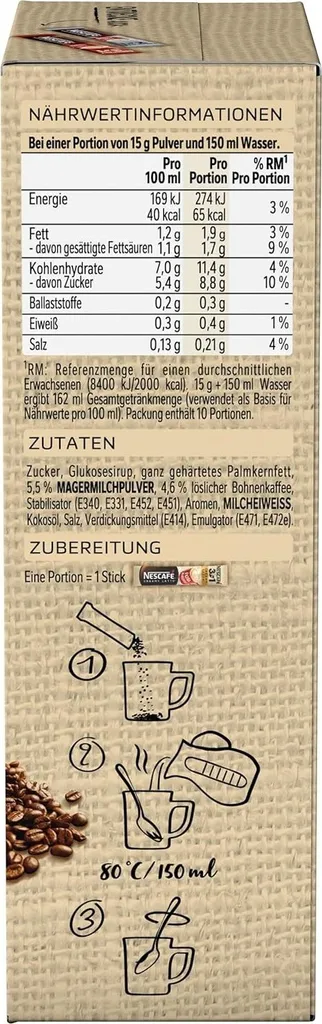 NÄHRWERTINFORMATIONEN
Bei einer Portion von 15 g Pulver und 150 ml Wasser.
Pro Pro % RM¹
100 ml Portion Pro Portion
Energie 169 kJ 274 kJ 3 %
40 kcal 65 kcal
Fett 1,2 g 1,9 g 3 %
- davon gesättigte Fettsäuren 1,1 g 1,7 g 9 %
Kohlenhydrate 7,0 g 11,4 g 4 %
- davon Zucker 5,4 g 8,8 g 10 %
Ballaststoffe 0,2 g 0,3 g -
Eiweiß 0,3 g 0,4 g 1 %
Salz 0,13 g 0,21 g 4 %
¹RM: Referenzmenge für einen durchschnittlichen
Erwachsenen (8400 kJ/2000 kcal). 15 g + 150 ml Wasser
ergibt 162 ml Gesamtgetränkmenge (verwendet als Basis für
Nährwerte pro 100 ml). Packung enthält 10 Portionen.
ZUTATEN
Zucker, Glukosesirup, ganz gehärtetes Palmkernfett,
5,5 % MAGERMILCHPULVER, 4,6 % löslicher Bohnenkaffee,
Stabilisator (E340, E331, E452, E451), Aromen, MILCHEIWEISS,
Kokosöl, Salz, Verdickungsmittel (E414), Emulgator (E471, E472e).
ZUBEREITUNG
Eine Portion = 1 Stick NESCAFÉ 3in1
1
2
80°C/150 ml
3